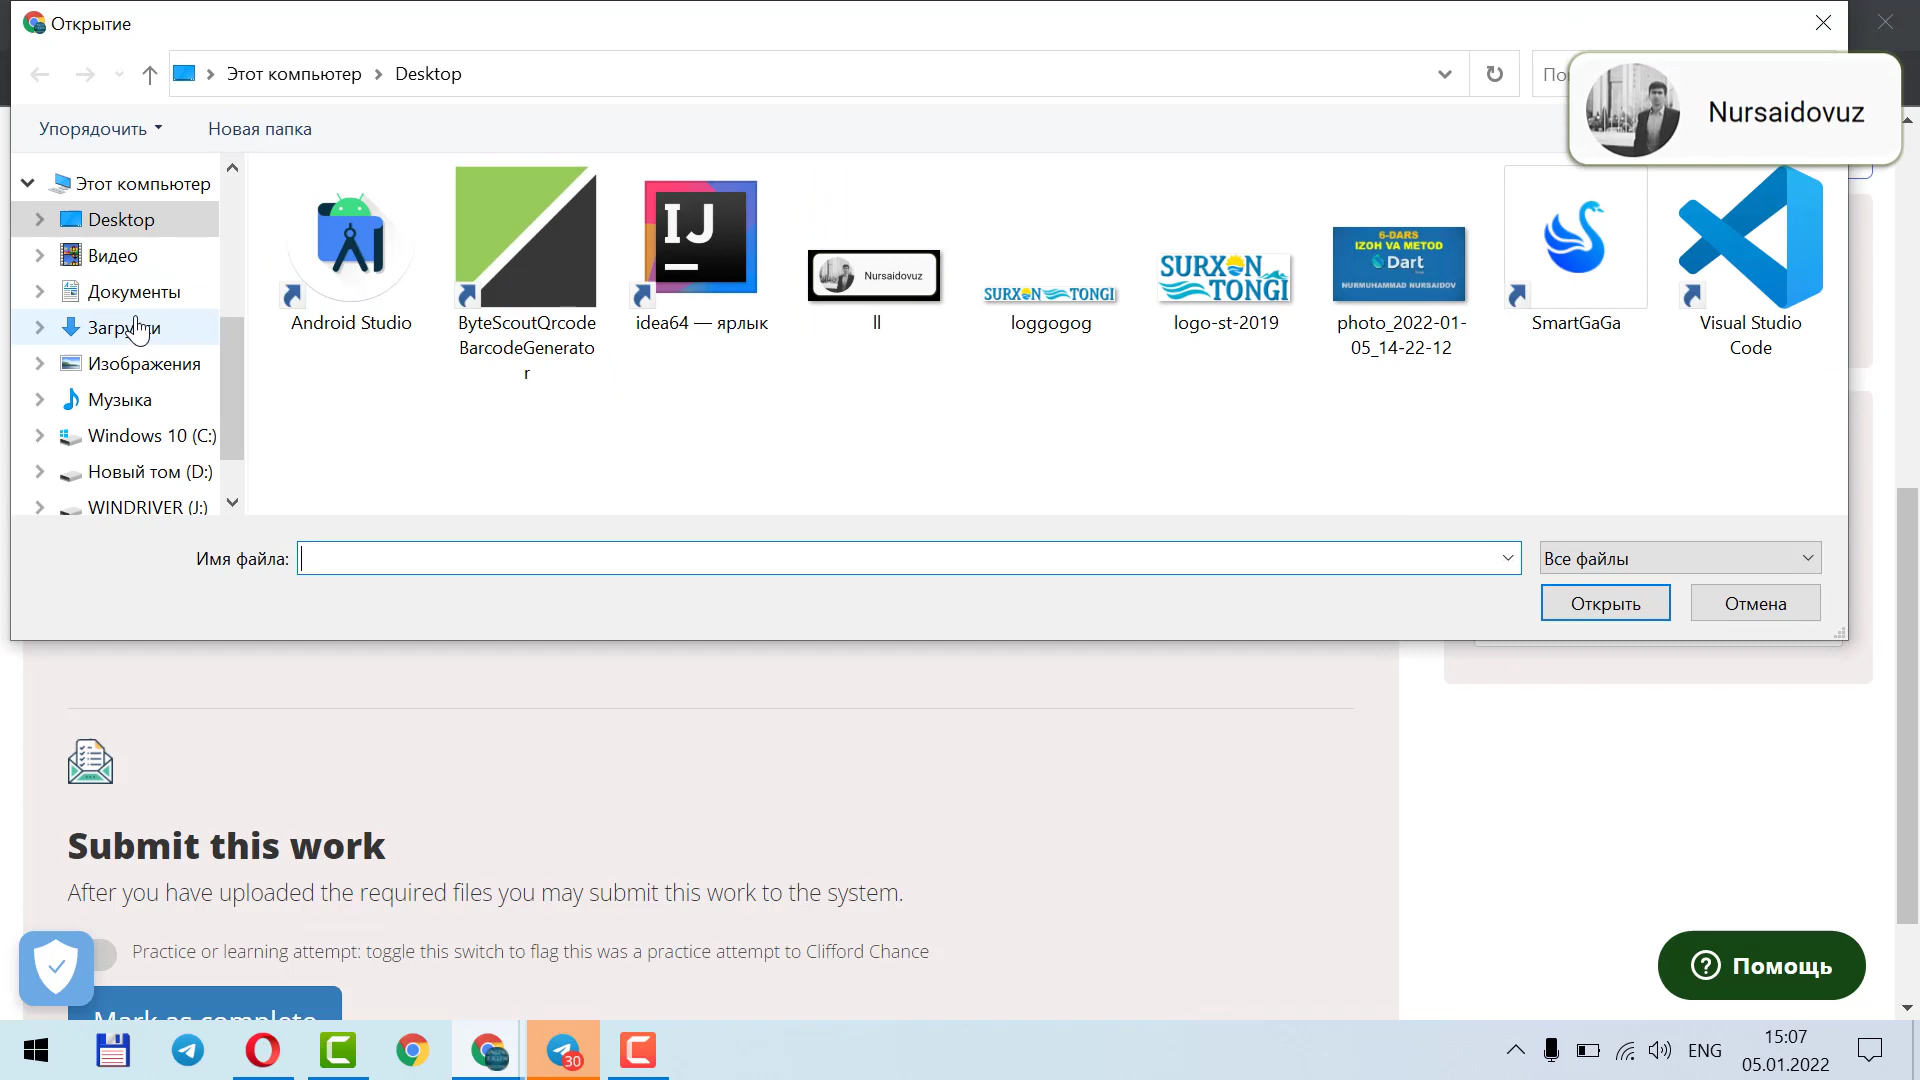 Открытие
Этот компьютер
Desktop
По
Nursaidovuz
Упорядочить
Новая папка
Этот компьютер
Desktop
Видео
Документы
Изображения
Музыка
Windows 10 (C:)
Новый том (D:)
WINDRIVER (J:)
Android Studio
ByteScoutQrcode
BarcodeGenerato
r
IJ
idea64 — ярлык
Nursaidovuz
ll
SURXON TONGI
loggogog
SURXON
TONGI
logo-st-2019
6-DARS
IZOH VA METOD
Dart
NURMUHAMMAD NURSAIDOV
photo_2022-01-
05_14-22-12
SmartGaGa
Visual Studio
Code
Имя файла:
Все файлы
Открыть
Отмена
Submit this work
After you have uploaded the required files you may submit this work to the system.
Practice or learning attempt: toggle this switch to flag this was a practice attempt to Clifford Chance
Mark as complete
Помощь
30
ENG
15:07
05.01.2022